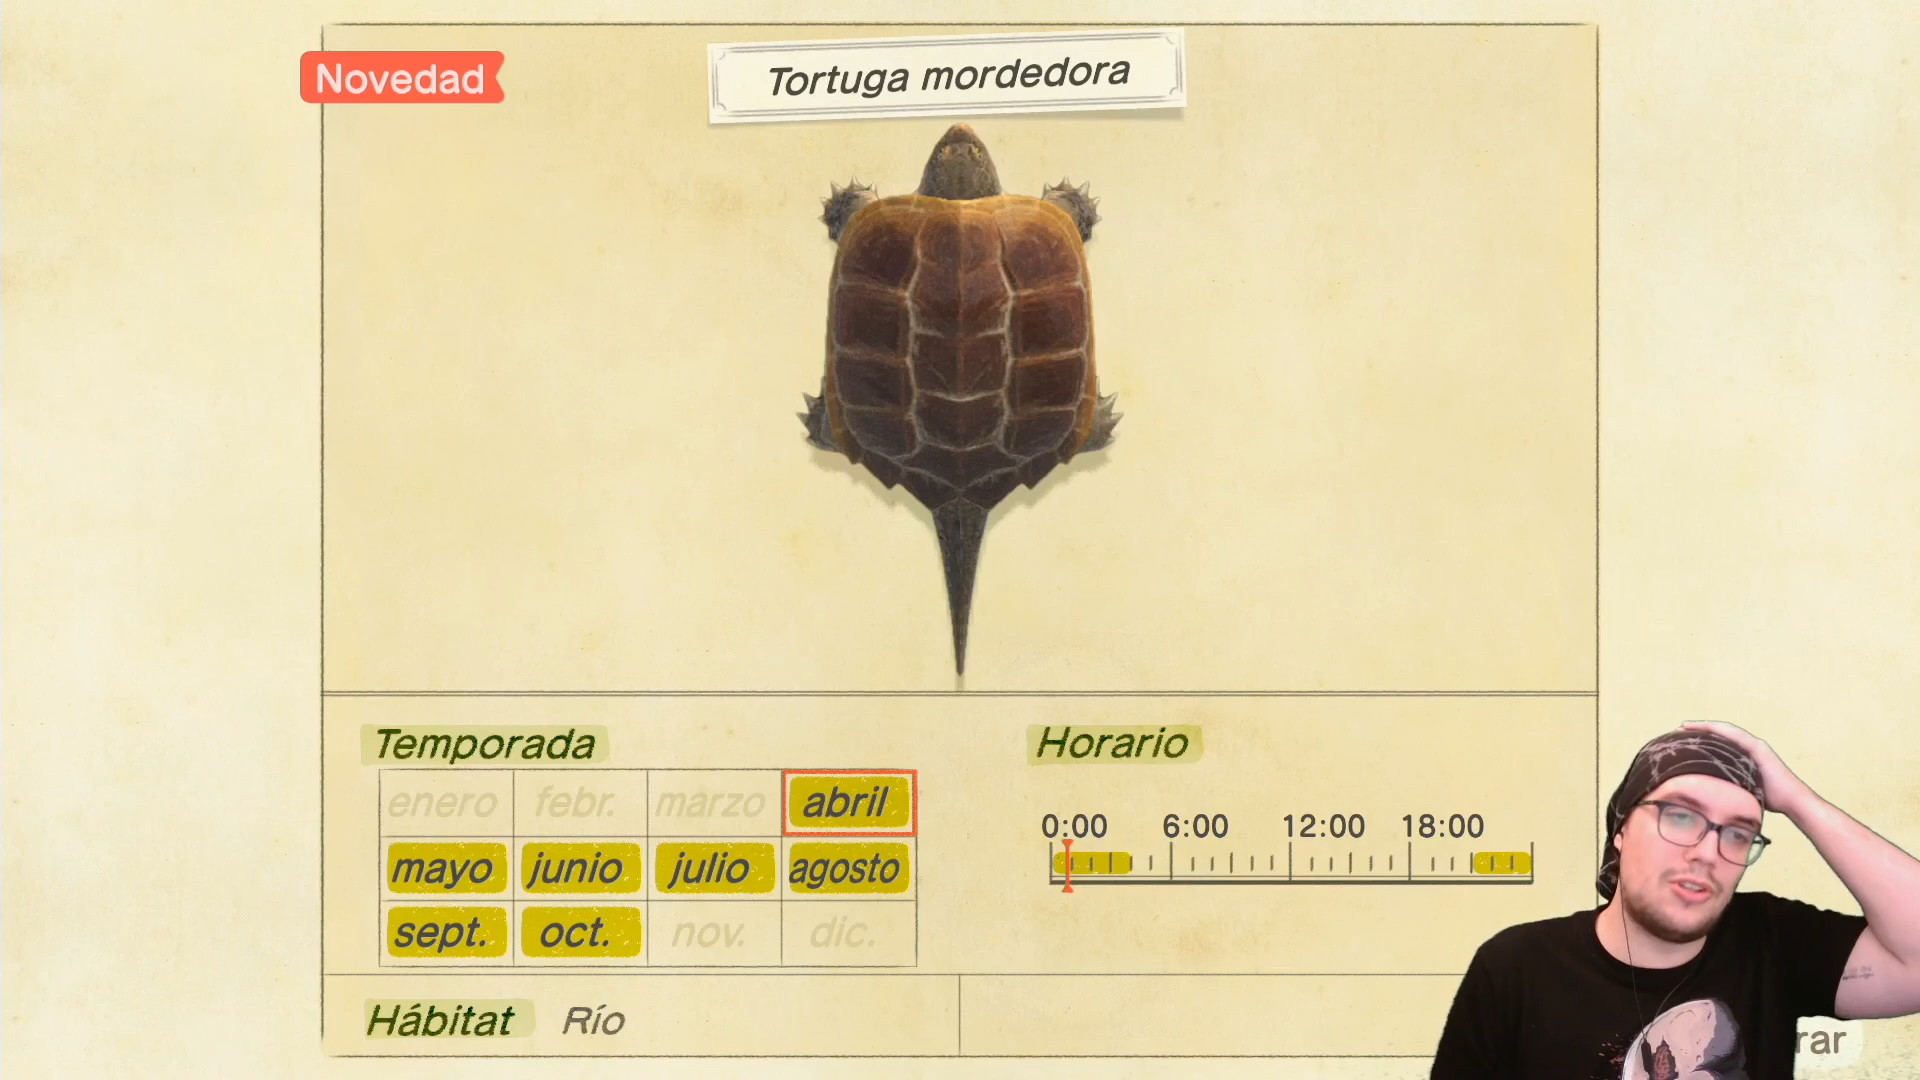 Novedad
Tortuga mordedora
Temporada
enero febr. marzo abril
mayo junio julio agosto
sept. oct. nov. dic.
Horario
0:00 6:00 12:00 18:00
Hábitat Río
rar